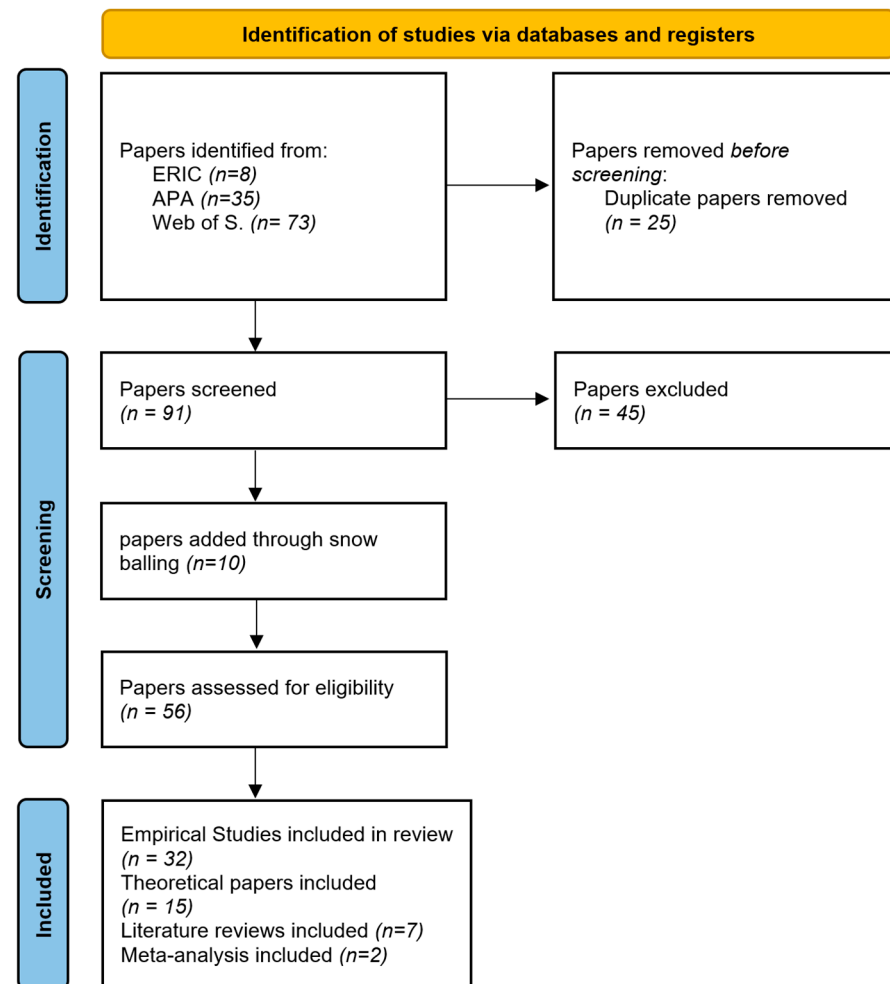 Identification of studies via databases and registers
Identification
Papers identified from:
ERIC (n=8)
APA (n=35)
Web of S. (n= 73)
Papers removed before
screening:
Duplicate papers removed
(n = 25)
Screening
Papers screened
(n = 91)
Papers excluded
(n = 45)
papers added through snow
balling (n=10)
Papers assessed for eligibility
(n = 56)
Included
Empirical Studies included in review
(n = 32)
Theoretical papers included
(n = 15)
Literature reviews included (n=7)
Meta-analysis included (n=2)